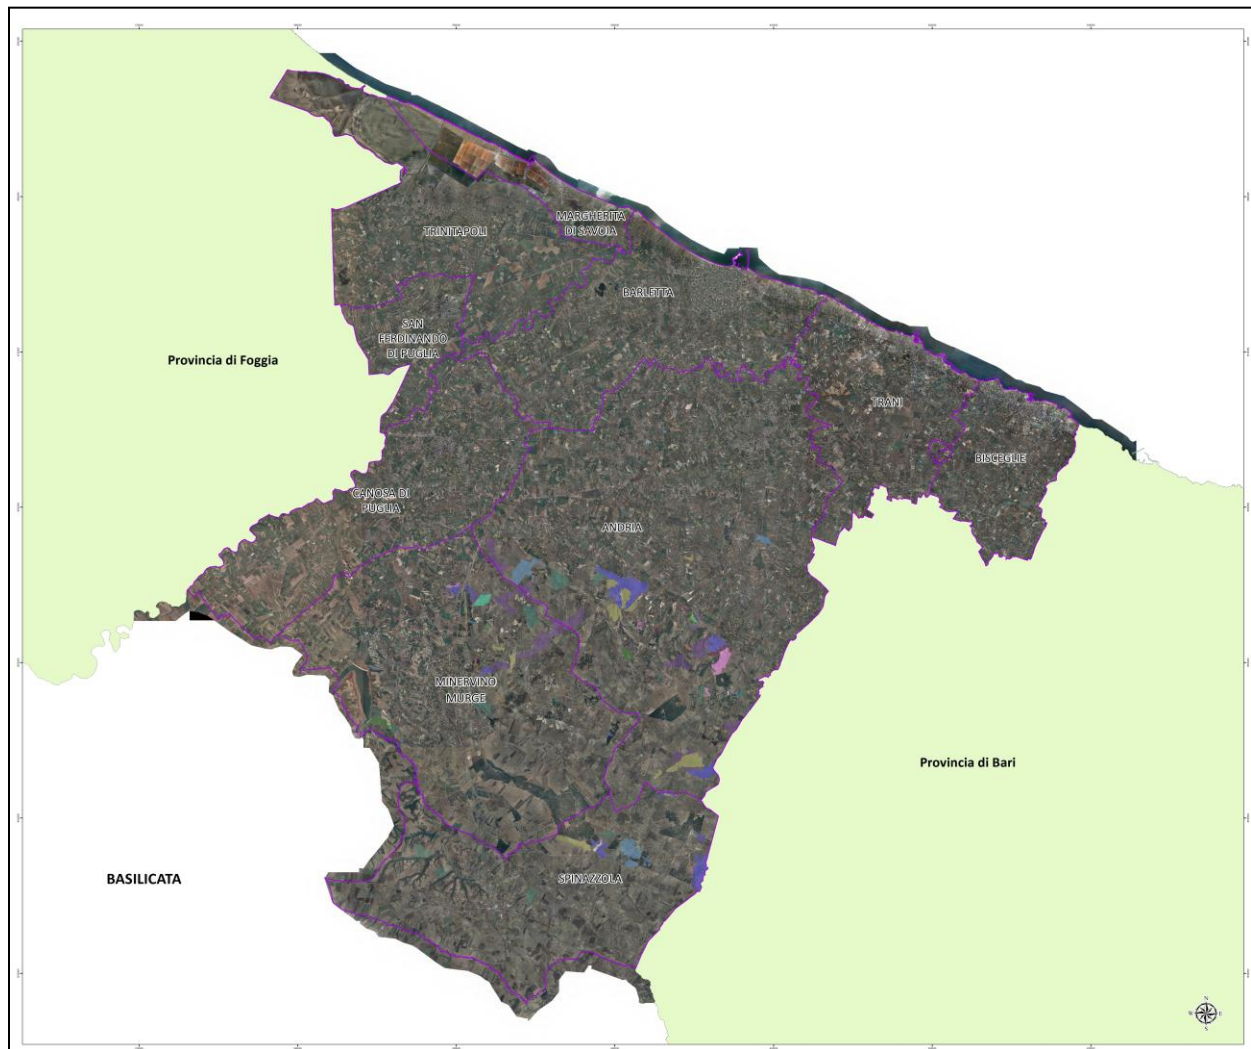 MARGHERITA
DI SAVOIA
TRINITAPOLI
BARLETTA
SAN
FERDINANDO
DI PUGLIA
Provincia di Foggia
TRANI
BISCEGLIE
CANOSA DI
PUGLIA
ANDRIA
MINERVINO
MURGE
Provincia di Bari
BASILICATA
SPINAZZOLA
N
W
E
S